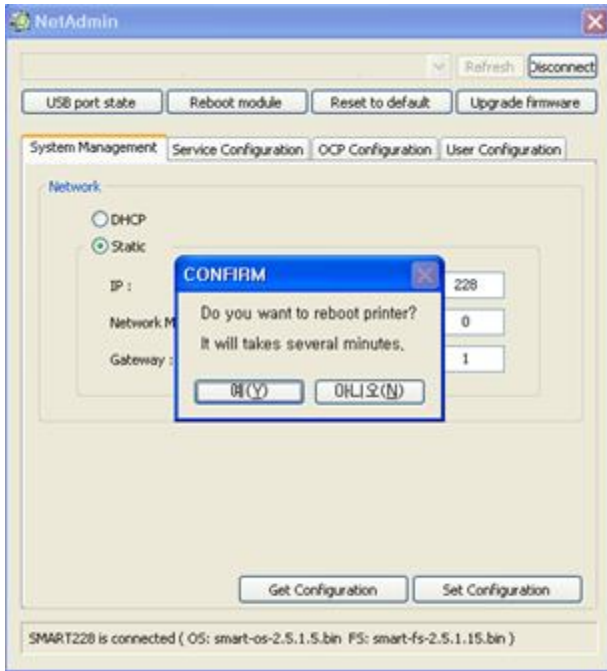 NetAdmin
Refresh Disconnect
USB port state Reboot module Reset to default Upgrade firmware
System Management Service Configuration OCP Configuration User Configuration
Network
DHCP
Static
IP : 228
Network M 0
Gateway : 1
CONFIRM
Do you want to reboot printer?
It will takes several minutes,
예(Y) 아니오(N)
Get Configuration Set Configuration
SMART228 is connected ( OS: smart-os-2.5.1.5.bin FS: smart-fs-2.5.1.15.bin )